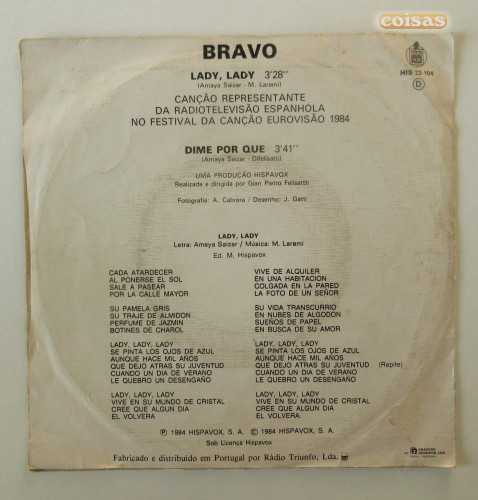 coisas
BRAVO
HIS 22-104
D
LADY, LADY 3'28''
(Amaya Saizar - M. Larami)
CANÇÃO REPRESENTANTE
DA RADIOTELEVISÃO ESPANHOLA
NO FESTIVAL DA CANÇÃO EUROVISÃO 1984
DIME POR QUE 3'41''
(Amaya Saizar - Difelisatti)
UMA PRODUÇÃO HISPAVOX
Realizada e dirigida por Gian Pietro Felisatti
Fotografia: A. Cabrera / Desenho: J. Gatti
LADY, LADY
Letra: Amaya Saizar / Música: M. Larami
Ed. M. Hispavox
CADA ATARDECER
AL PONERSE EL SOL
SALE A PASEAR
POR LA CALLE MAYOR
SU PAMELA GRIS
SU TRAJE DE ALMIDON
PERFUME DE JAZMIN
BOTINES DE CHAROL
LADY, LADY, LADY
SE PINTA LOS OJOS DE AZUL
AUNQUE HACE MIL AÑOS
QUE DEJO ATRAS SU JUVENTUD
CUANDO UN DIA DE VERANO
LE QUEBRO UN DESENGAÑO
LADY, LADY, LADY
VIVE EN SU MUNDO DE CRISTAL
CREE QUE ALGUN DIA
EL VOLVERA.
VIVE DE ALQUILER
EN UNA HABITACION
COLGADA EN LA PARED
LA FOTO DE UN SEÑOR
SU VIDA TRANSCURRIO
EN NUBES DE ALGODON
SUEÑOS DE PAPEL
EN BUSCA DE SU AMOR
LADY, LADY, LADY
SE PINTA LOS OJOS DE AZUL
AUNQUE HACE MIL AÑOS
QUE DEJO ATRAS SU JUVENTUD (Repite)
CUANDO UN DIA DE VERANO
LE QUEBRO UN DESENGAÑO
LADY, LADY, LADY
VIVE EN SU MUNDO DE CRISTAL
CREE QUE ALGUN DIA
EL VOLVERA.
℗ 1984 HISPAVOX, S. A. © 1984 HISPAVOX, S. A.
Sob Licença Hispavox
Fabricado e distribuído em Portugal por Rádio Triunfo, Lda.